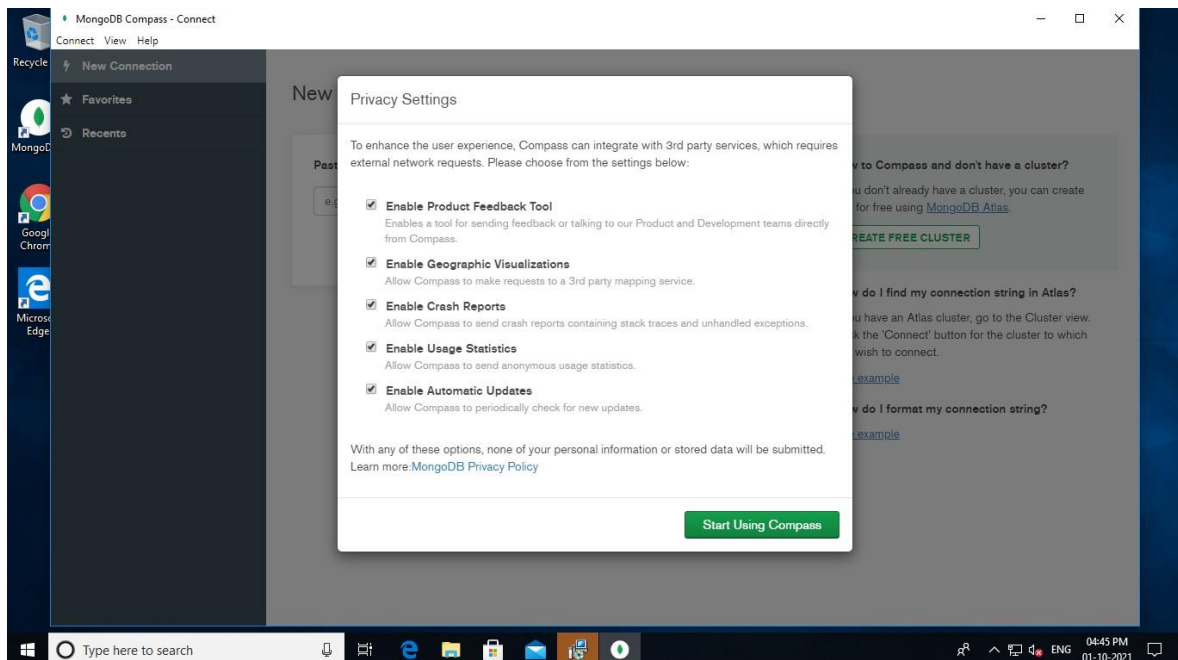 MongoDB Compass - Connect
Connect View Help
Recycle
New Connection
Favorites
Recents
MongoD
Googl
Chrom
Micros
Edge
New
Past
e.g
Privacy Settings
To enhance the user experience, Compass can integrate with 3rd party services, which requires
external network requests. Please choose from the settings below:
Enable Product Feedback Tool
Enables a tool for sending feedback or talking to our Product and Development teams directly
from Compass.
Enable Geographic Visualizations
Allow Compass to make requests to a 3rd party mapping service.
Enable Crash Reports
Allow Compass to send crash reports containing stack traces and unhandled exceptions.
Enable Usage Statistics
Allow Compass to send anonymous usage statistics.
Enable Automatic Updates
Allow Compass to periodically check for new updates.
With any of these options, none of your personal information or stored data will be submitted.
Learn more:MongoDB Privacy Policy
Start Using Compass
w to Compass and don't have a cluster?
u don't already have a cluster, you can create
for free using MongoDB Atlas.
REATE FREE CLUSTER
w do I find my connection string in Atlas?
u have an Atlas cluster, go to the Cluster view.
k the 'Connect' button for the cluster to which
wish to connect.
example
w do I format my connection string?
example
Type here to search
ENG
04:45 PM
01-10-2021